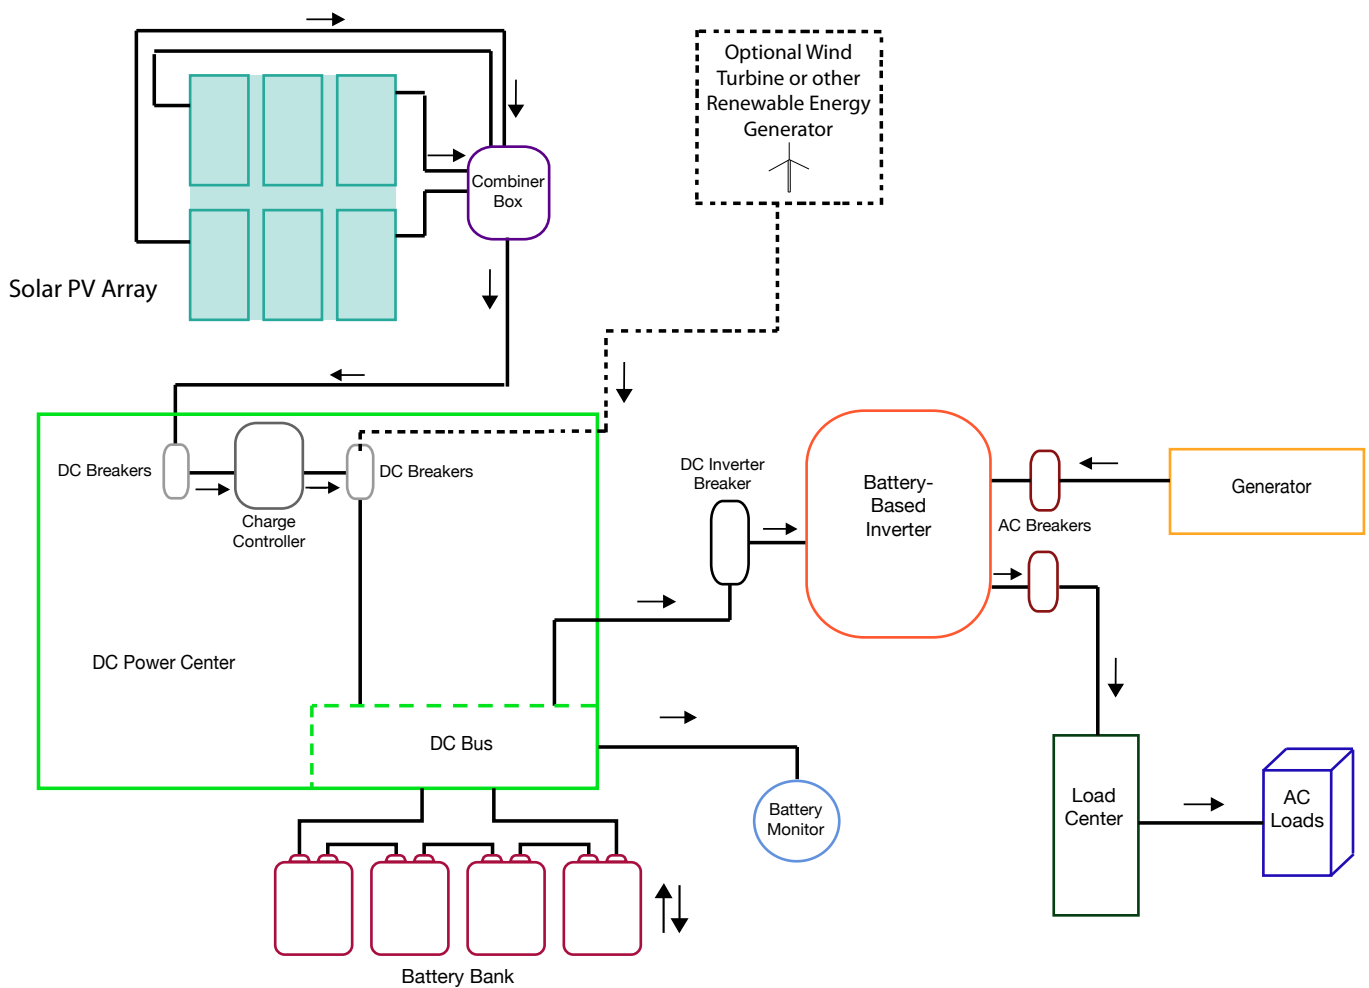 Optional Wind
Turbine or other
Renewable Energy
Generator
Combiner
Box
Solar PV Array
DC Breakers
DC Breakers
Charge
Controller
DC Inverter
Breaker
Battery-
Based
Inverter
AC Breakers
Generator
DC Power Center
DC Bus
Battery
Monitor
Load
Center
AC
Loads
Battery Bank